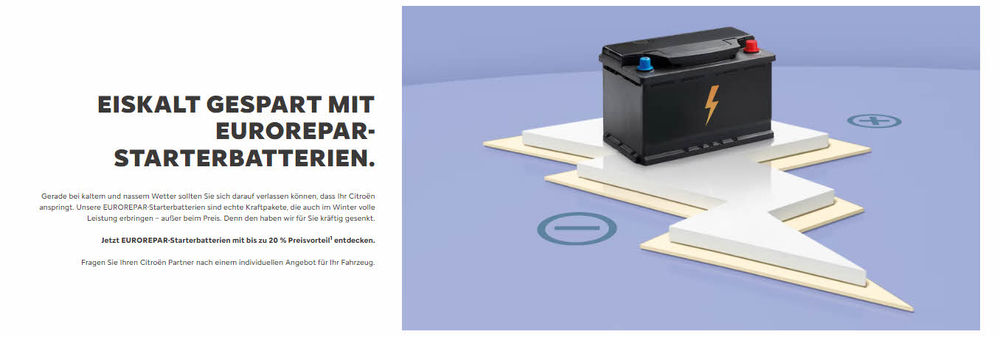 EISKALT GESPART MIT
EUROREPAR-
STARTERBATTERIEN.
Gerade bei kaltem und nassem Wetter sollten Sie sich darauf verlassen können, dass Ihr Citroën
anspringt. Unsere EUROREPAR-Starterbatterien sind echte Kraftpakete, die auch im Winter volle
Leistung erbringen – außer beim Preis. Denn den haben wir für Sie kräftig gesenkt.
Jetzt EUROREPAR-Starterbatterien mit bis zu 20 % Preisvorteil¹ entdecken.
Fragen Sie Ihren Citroën Partner nach einem individuellen Angebot für Ihr Fahrzeug.